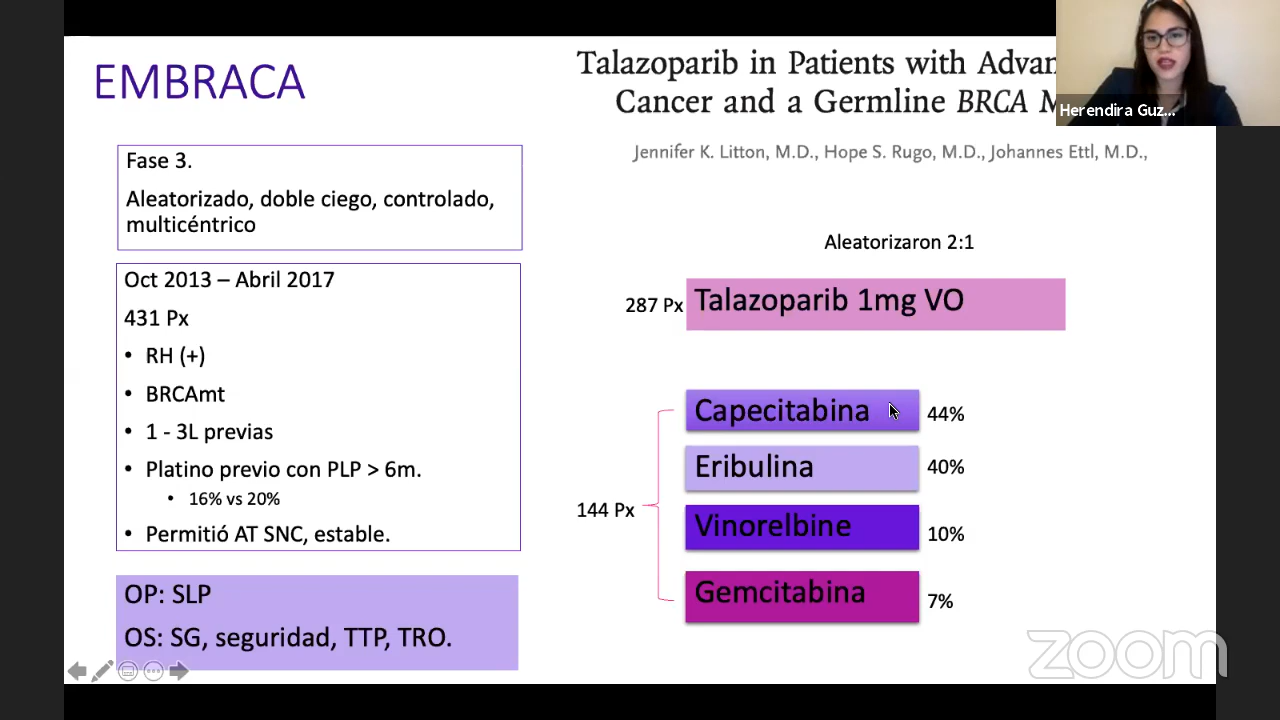 EMBRACA
Talazoparib in Patients with Advan
Cancer and a Germline BRCA M
Jennifer K. Litton, M.D., Hope S. Rugo, M.D., Johannes Ettl, M.D.,
Herendira Guz...
Fase 3.
Aleatorizado, doble ciego, controlado,
multicéntrico
Oct 2013 – Abril 2017
431 Px
• RH (+)
• BRCAmt
• 1 - 3L previas
• Platino previo con PLP > 6m.
• 16% vs 20%
• Permitió AT SNC, estable.
OP: SLP
OS: SG, seguridad, TTP, TRO.
Aleatorizaron 2:1
287 Px
Talazoparib 1mg VO
144 Px
Capecitabina 44%
Eribulina 40%
Vinorelbine 10%
Gemcitabina 7%
zoom